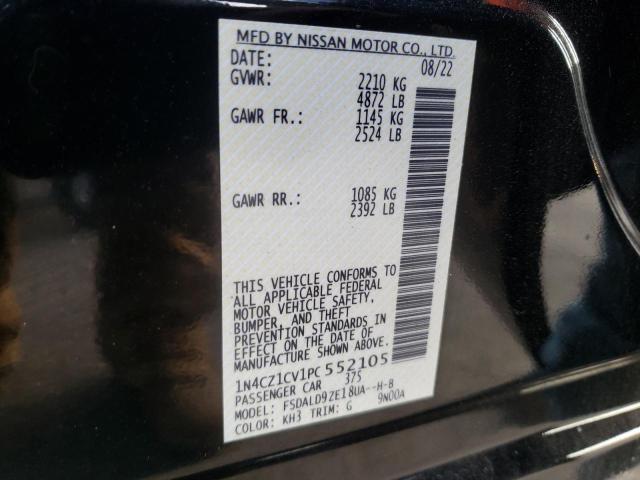 MFD BY NISSAN MOTOR CO., LTD.
DATE: 08/22
GVWR: 2210 KG
4872 LB
GAWR FR.: 1145 KG
2524 LB
GAWR RR.: 1085 KG
2392 LB
THIS VEHICLE CONFORMS TO
ALL APPLICABLE FEDERAL
MOTOR VEHICLE SAFETY,
BUMPER, AND THEFT
PREVENTION STANDARDS IN
EFFECT ON THE DATE OF
MANUFACTURE SHOWN ABOVE.
1N4CZ1CV1PC 552105
PASSENGER CAR 375
MODEL: FSDALD9ZE18UA--H-B
COLOR: KH3 TRIM: G 9N00A